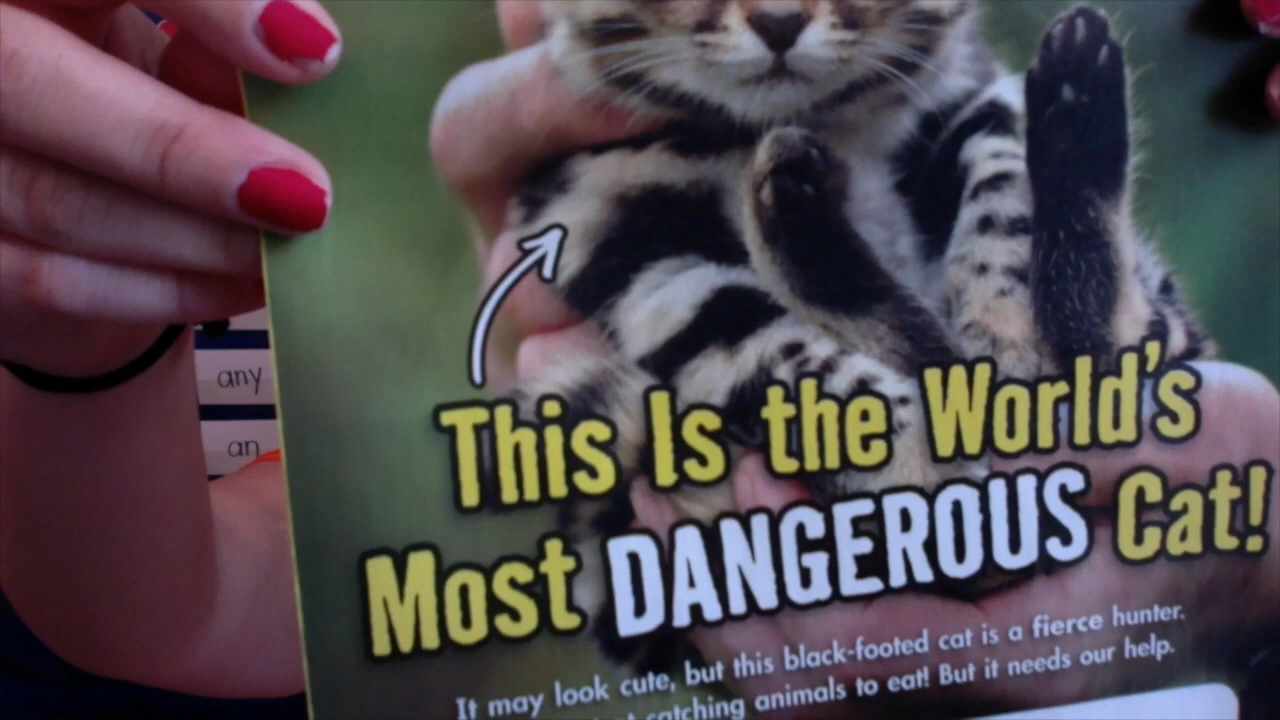 any
an
This Is the World's
Most DANGEROUS Cat!
It may look cute, but this black-footed cat is a fierce hunter.
catching animals to eat! But it needs our help.